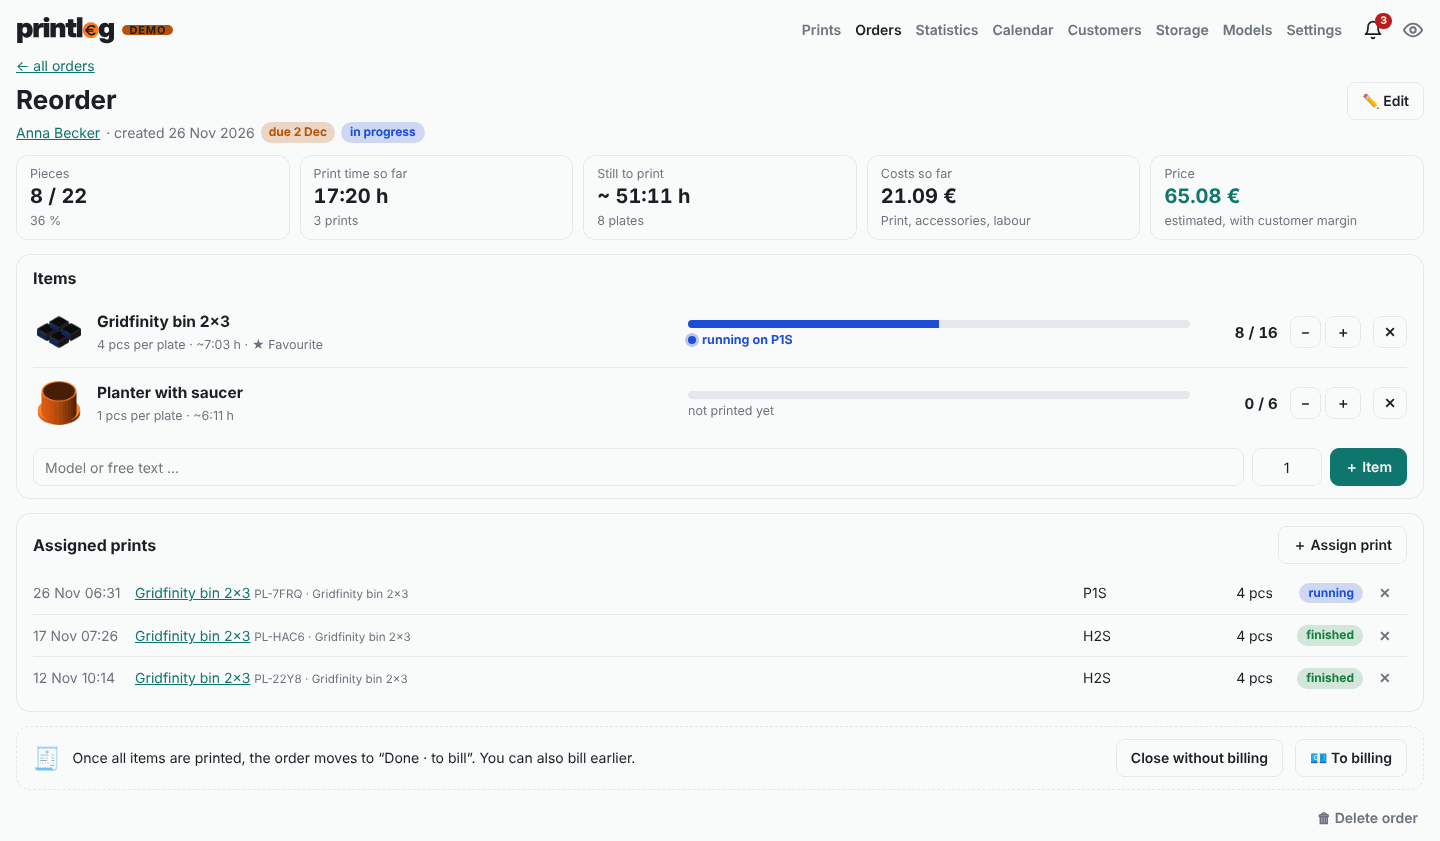 printl€g DEMO
Prints Orders Statistics Calendar Customers Storage Models Settings 3
← all orders
Reorder
✏️ Edit
Anna Becker · created 26 Nov 2026 due 2 Dec in progress
Pieces
8 / 22
36 %
Print time so far
17:20 h
3 prints
Still to print
~ 51:11 h
8 plates
Costs so far
21.09 €
Print, accessories, labour
Price
65.08 €
estimated, with customer margin
Items
Gridfinity bin 2×3
4 pcs per plate · ~7:03 h · ★ Favourite
running on P1S
8 / 16 − + ✕
Planter with saucer
1 pcs per plate · ~6:11 h
not printed yet
0 / 6 − + ✕
Model or free text ... 1 + Item
Assigned prints
+ Assign print
26 Nov 06:31 Gridfinity bin 2×3 PL-7FRQ · Gridfinity bin 2×3 P1S 4 pcs running ✕
17 Nov 07:26 Gridfinity bin 2×3 PL-HAC6 · Gridfinity bin 2×3 H2S 4 pcs finished ✕
12 Nov 10:14 Gridfinity bin 2×3 PL-22Y8 · Gridfinity bin 2×3 H2S 4 pcs finished ✕
🧾 Once all items are printed, the order moves to “Done · to bill”. You can also bill earlier.
Close without billing 💶 To billing
🗑 Delete order